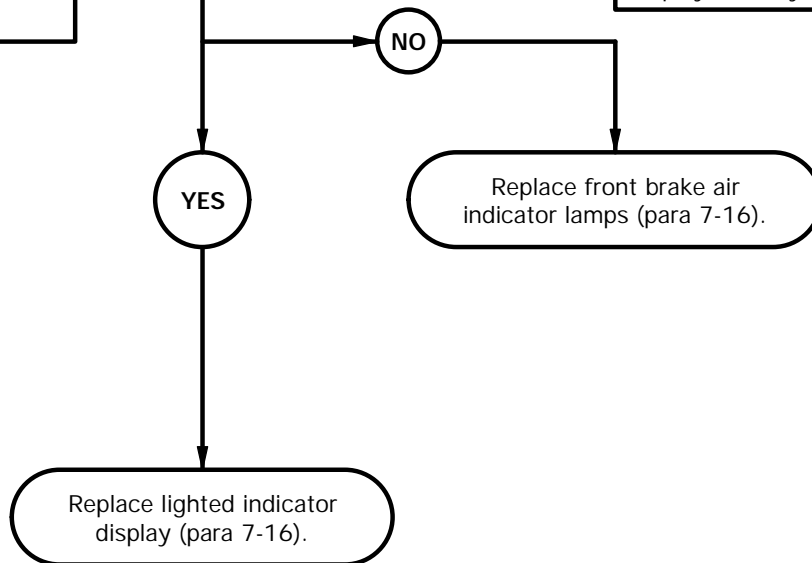 NO
YES
Replace front brake air
indicator lamps (para 7-16).
Replace lighted indicator
display (para 7-16).